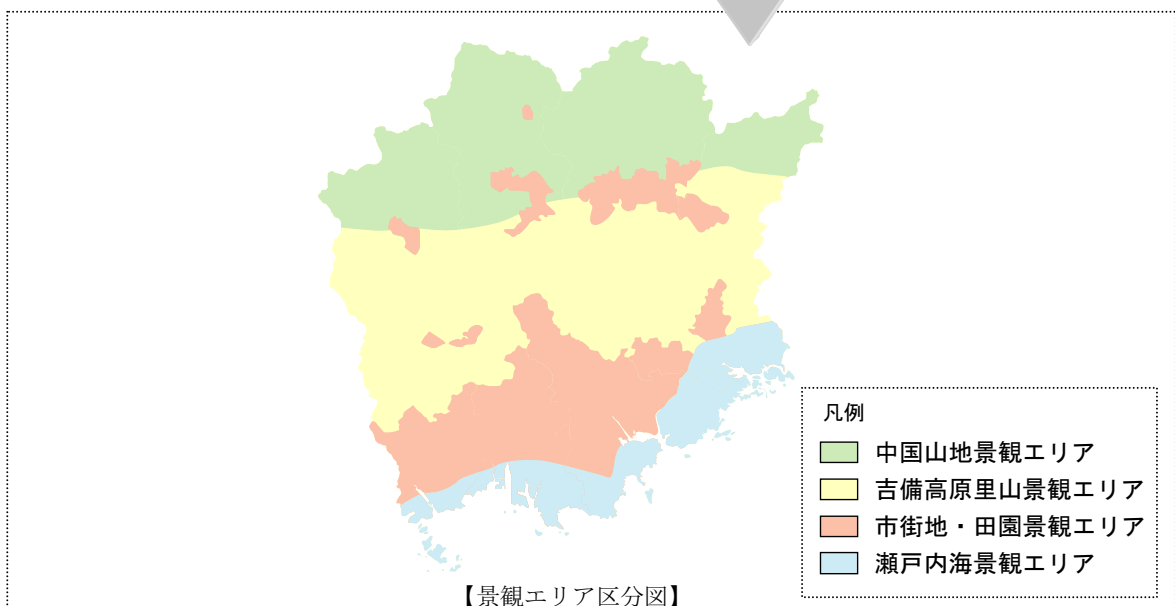 凡例
中国山地景観エリア
吉備高原里山景観エリア
市街地・田園景観エリア
瀬戸内海景観エリア
【景観エリア区分図】